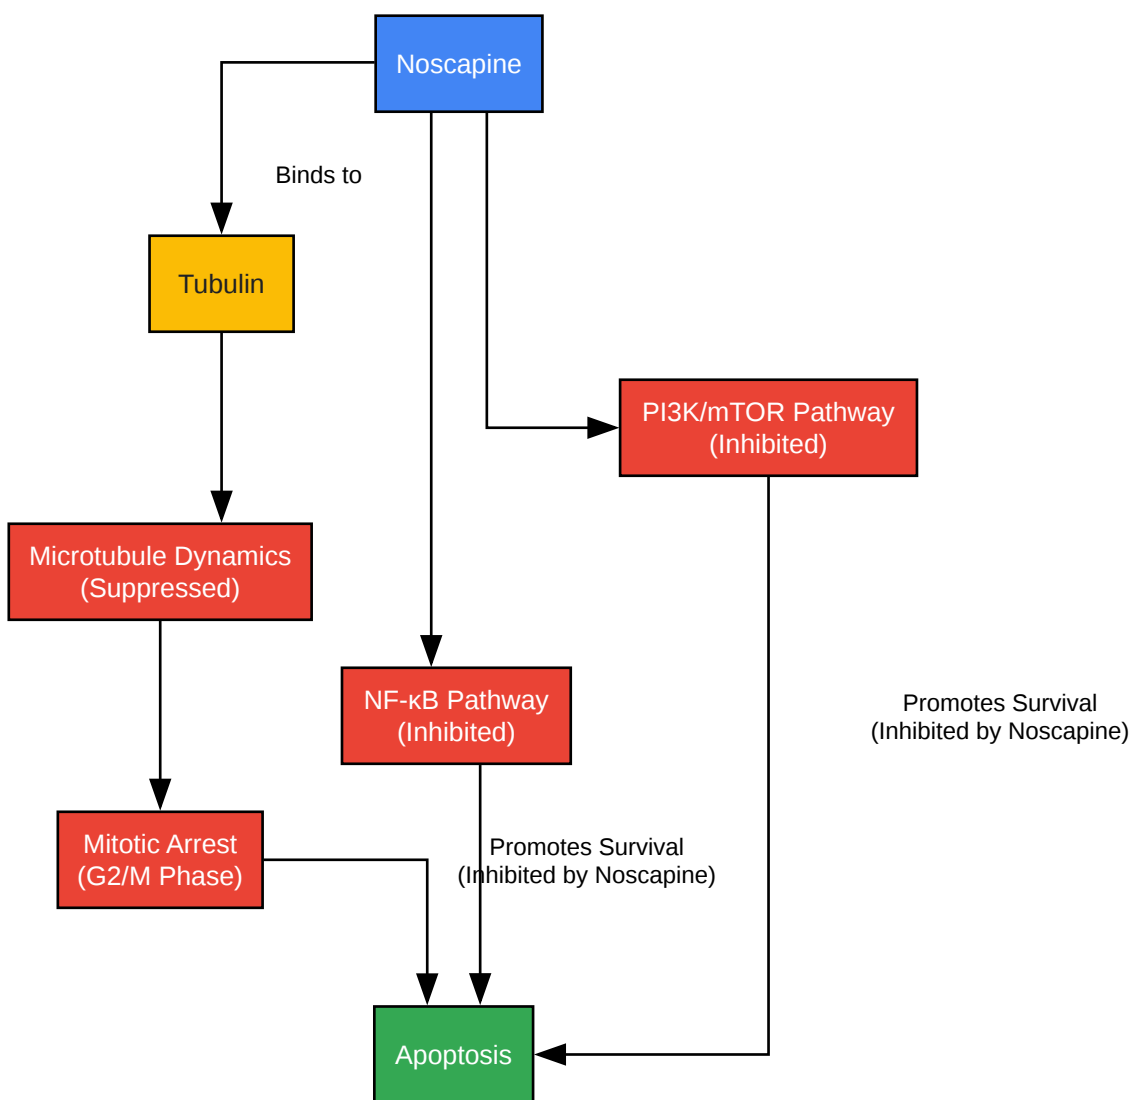 Noscapine
Binds to
Tubulin
PI3K/mTOR Pathway
(Inhibited)
Microtubule Dynamics
(Suppressed)
NF-κB Pathway
(Inhibited)
Promotes Survival
(Inhibited by Noscapine)
Mitotic Arrest
(G2/M Phase)
Promotes Survival
(Inhibited by Noscapine)
Apoptosis